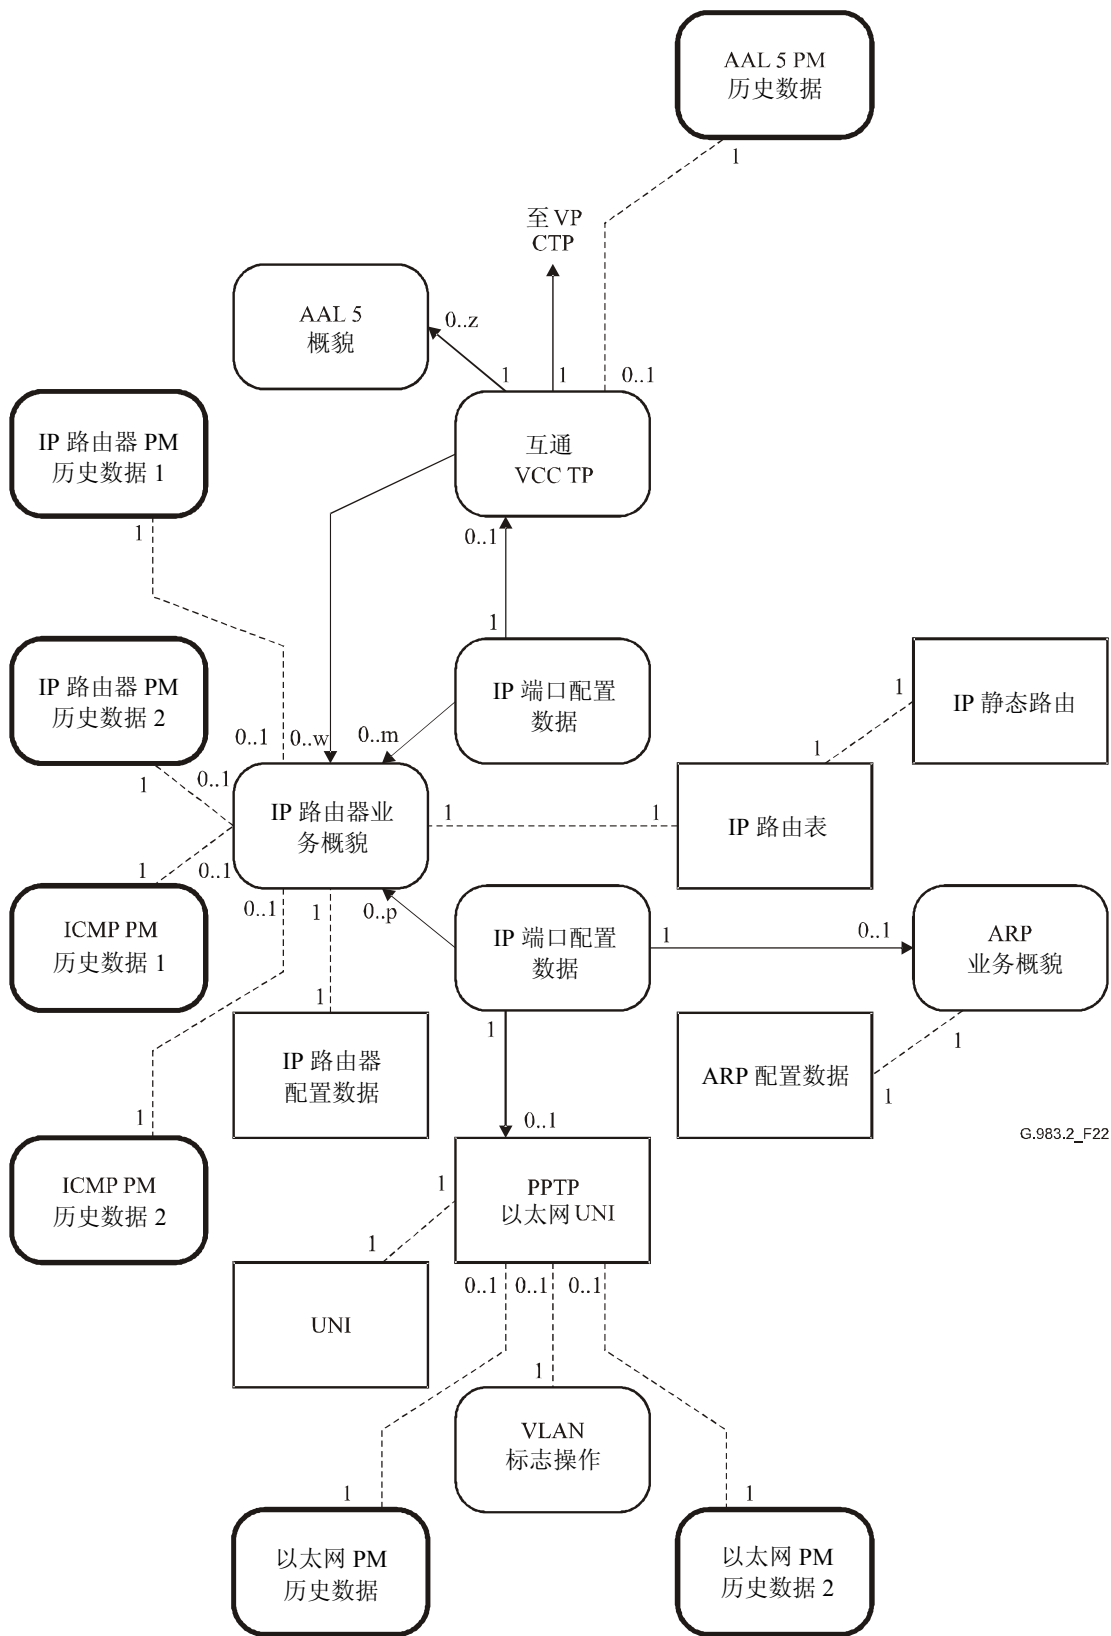 AAL 5 PM
历史数据
1
至 VP
CTP
AAL 5
概貌
0..z
1
1
0..1
IP 路由器 PM
历史数据 1
互通
VCC TP
1
0..1
1
IP 路由器 PM
历史数据 2
IP 端口配置
数据
1
IP 静态路由
0..1
0..w
0..m
1
0..1
1
IP 路由器业
务概貌
1
1
IP 路由表
1
0..1
0..1
1
0..p
ICMP PM
历史数据 1
IP 端口配置
数据
1
0..1
ARP
业务概貌
1
1
1
IP 路由器
配置数据
ARP 配置数据
1
1
1
0..1
G.983.2_F22
ICMP PM
历史数据 2
1
PPTP
以太网 UNI
1
0..1
0..1
0..1
UNI
1
VLAN
标志操作
1
1
以太网 PM
历史数据
以太网 PM
历史数据 2